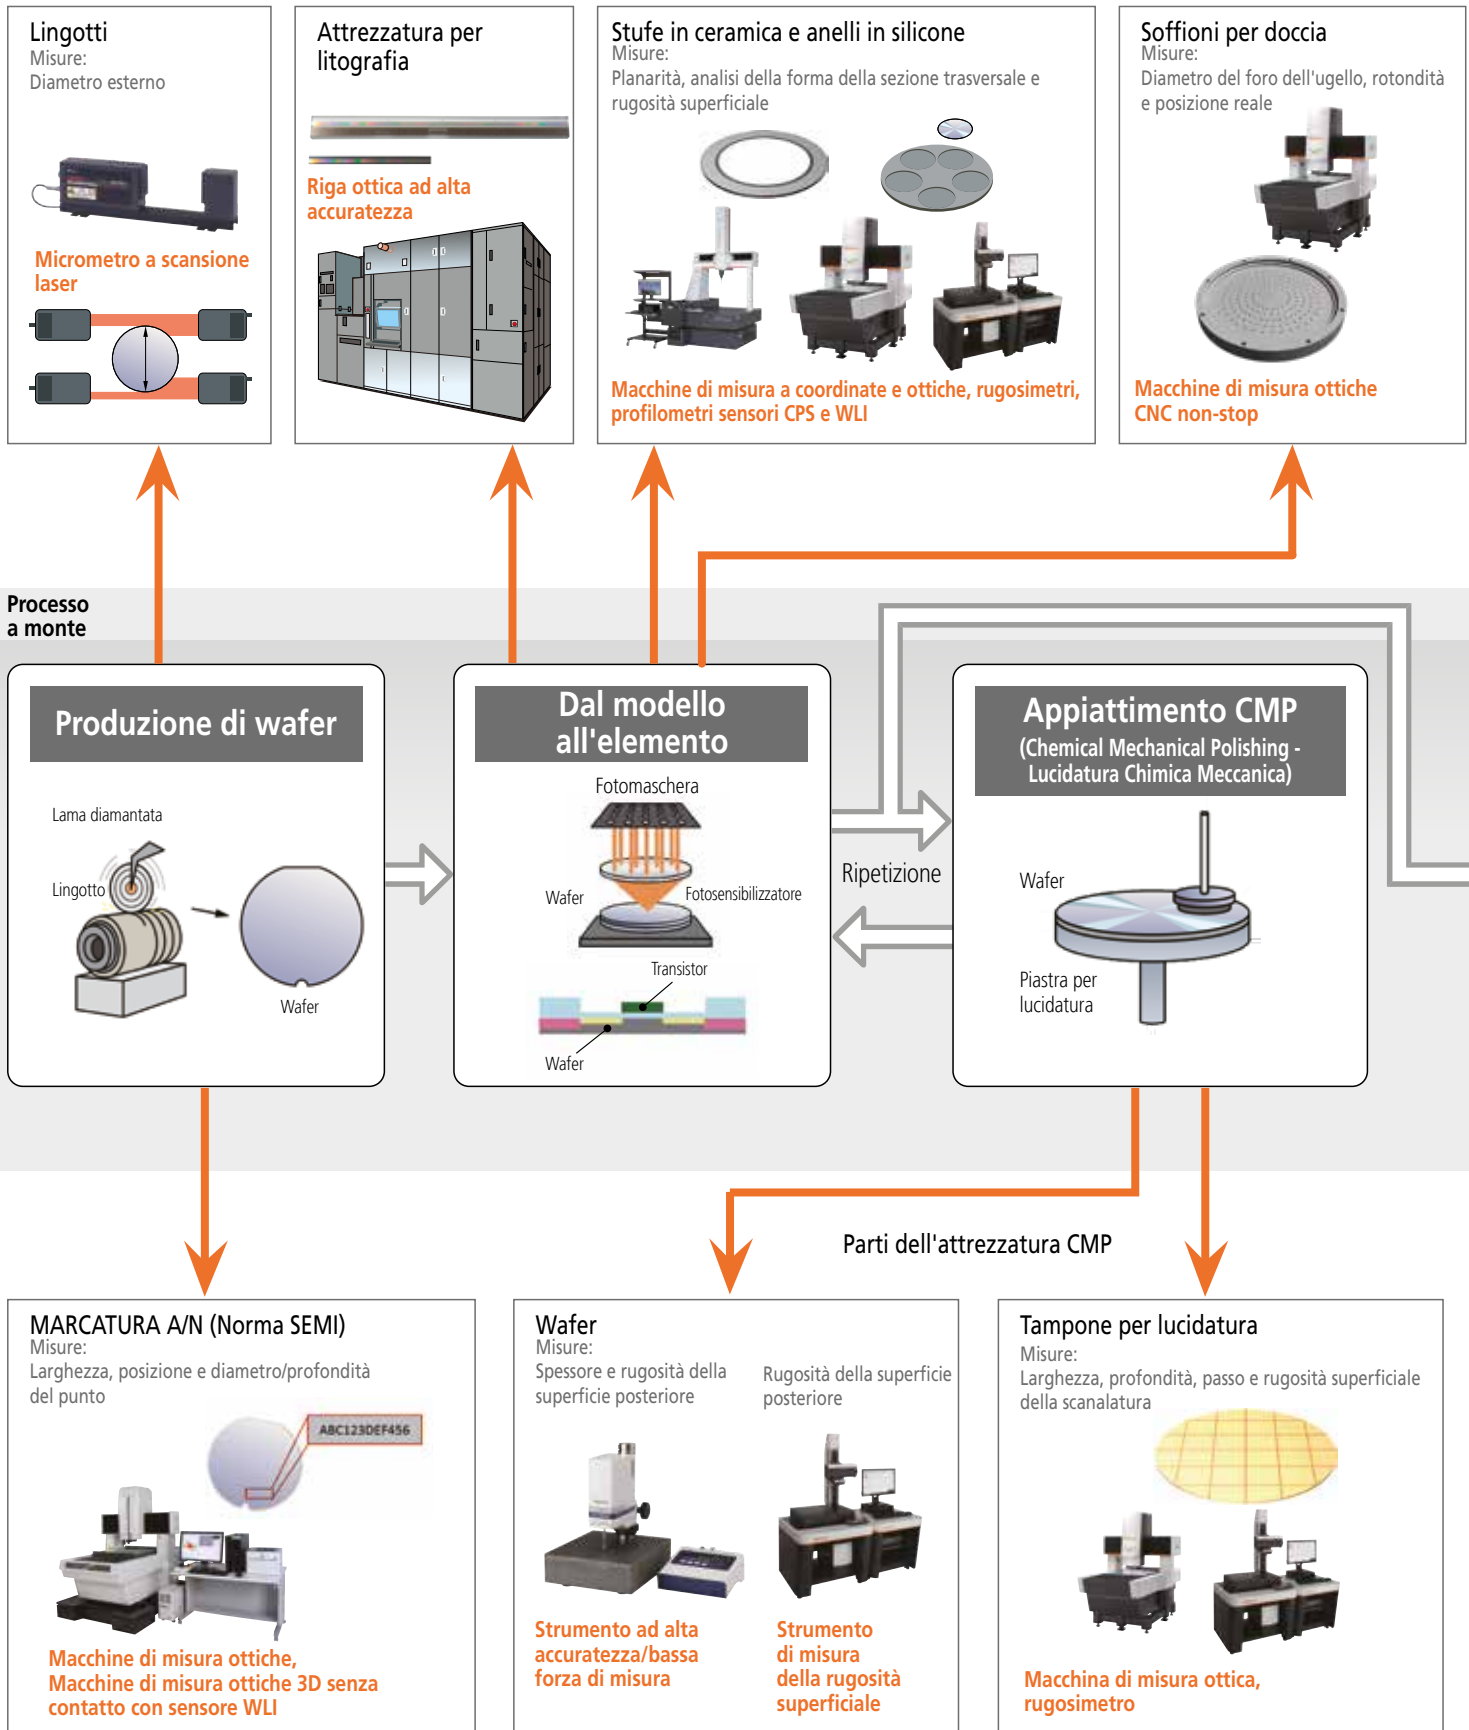 Lingotti
Misure:
Diametro esterno
Micrometro a scansione
laser
Attrezzatura per
litografia
Riga ottica ad alta
accuratezza
Stufe in ceramica e anelli in silicone
Misure:
Planarità, analisi della forma della sezione trasversale e
rugosità superficiale
Macchine di misura a coordinate e ottiche, rugosimetri,
profilometri sensori CPS e WLI
Soffioni per doccia
Misure:
Diametro del foro dell'ugello, rotondità
e posizione reale
Macchine di misura ottiche
CNC non-stop
Processo
a monte
Produzione di wafer
Lama diamantata
Lingotto
Wafer
Dal modello
all'elemento
Fotomaschera
Wafer
Fotosensibilizzatore
Transistor
Wafer
Ripetizione
Appiattimento CMP
(Chemical Mechanical Polishing -
Lucidatura Chimica Meccanica)
Wafer
Piastra per
lucidatura
Parti dell'attrezzatura CMP
MARCATURA A/N (Norma SEMI)
Misure:
Larghezza, posizione e diametro/profondità
del punto
ABC123DEF456
Macchine di misura ottiche,
Macchine di misura ottiche 3D senza
contatto con sensore WLI
Wafer
Misure:
Spessore e rugosità della
superficie posteriore
Rugosità della superficie
posteriore
Strumento ad alta
accuratezza/bassa
forza di misura
Strumento
di misura
della rugosità
superficiale
Tampone per lucidatura
Misure:
Larghezza, profondità, passo e rugosità superficiale
della scanalatura
Macchina di misura ottica,
rugosimetro